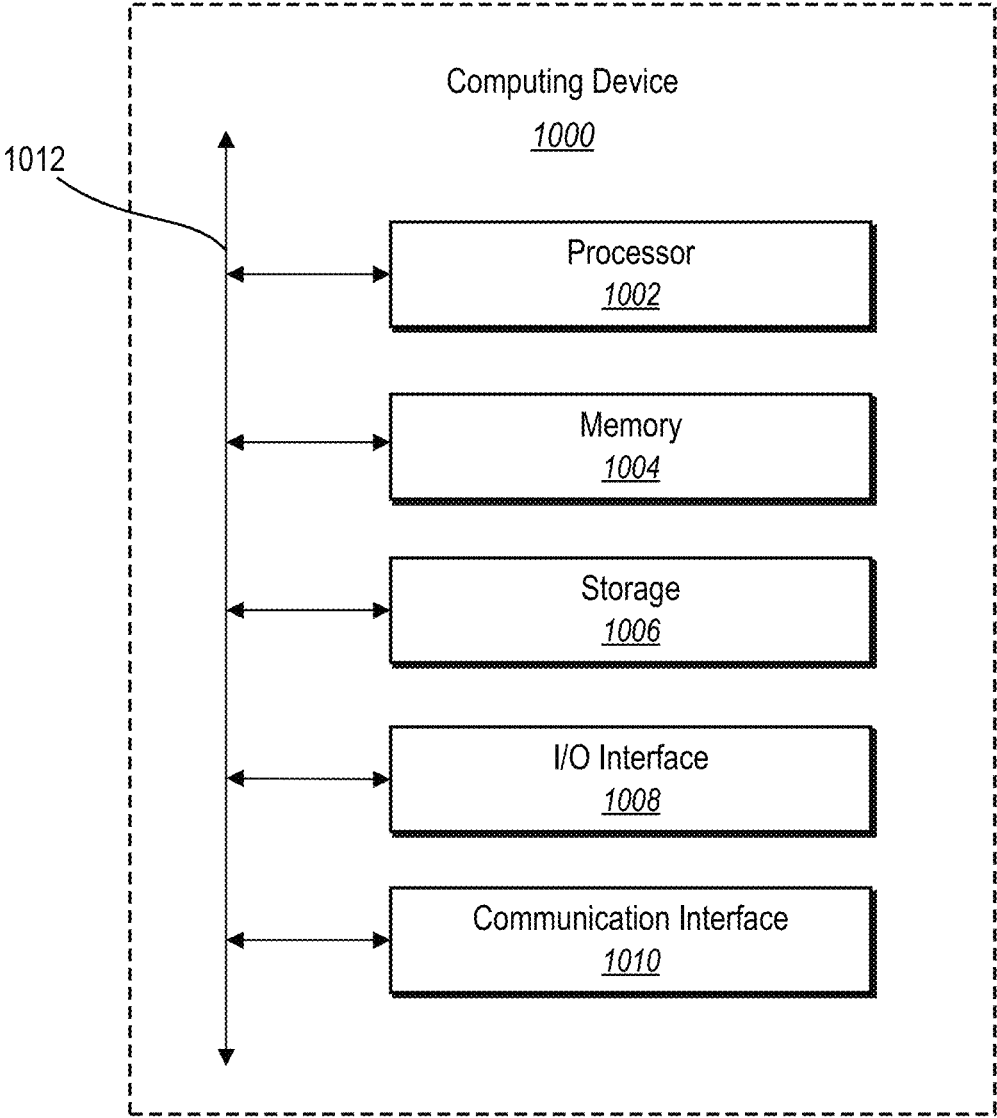 Computing Device
1000
1012
Processor
1002
Memory
1004
Storage
1006
I/O Interface
1008
Communication Interface
1010